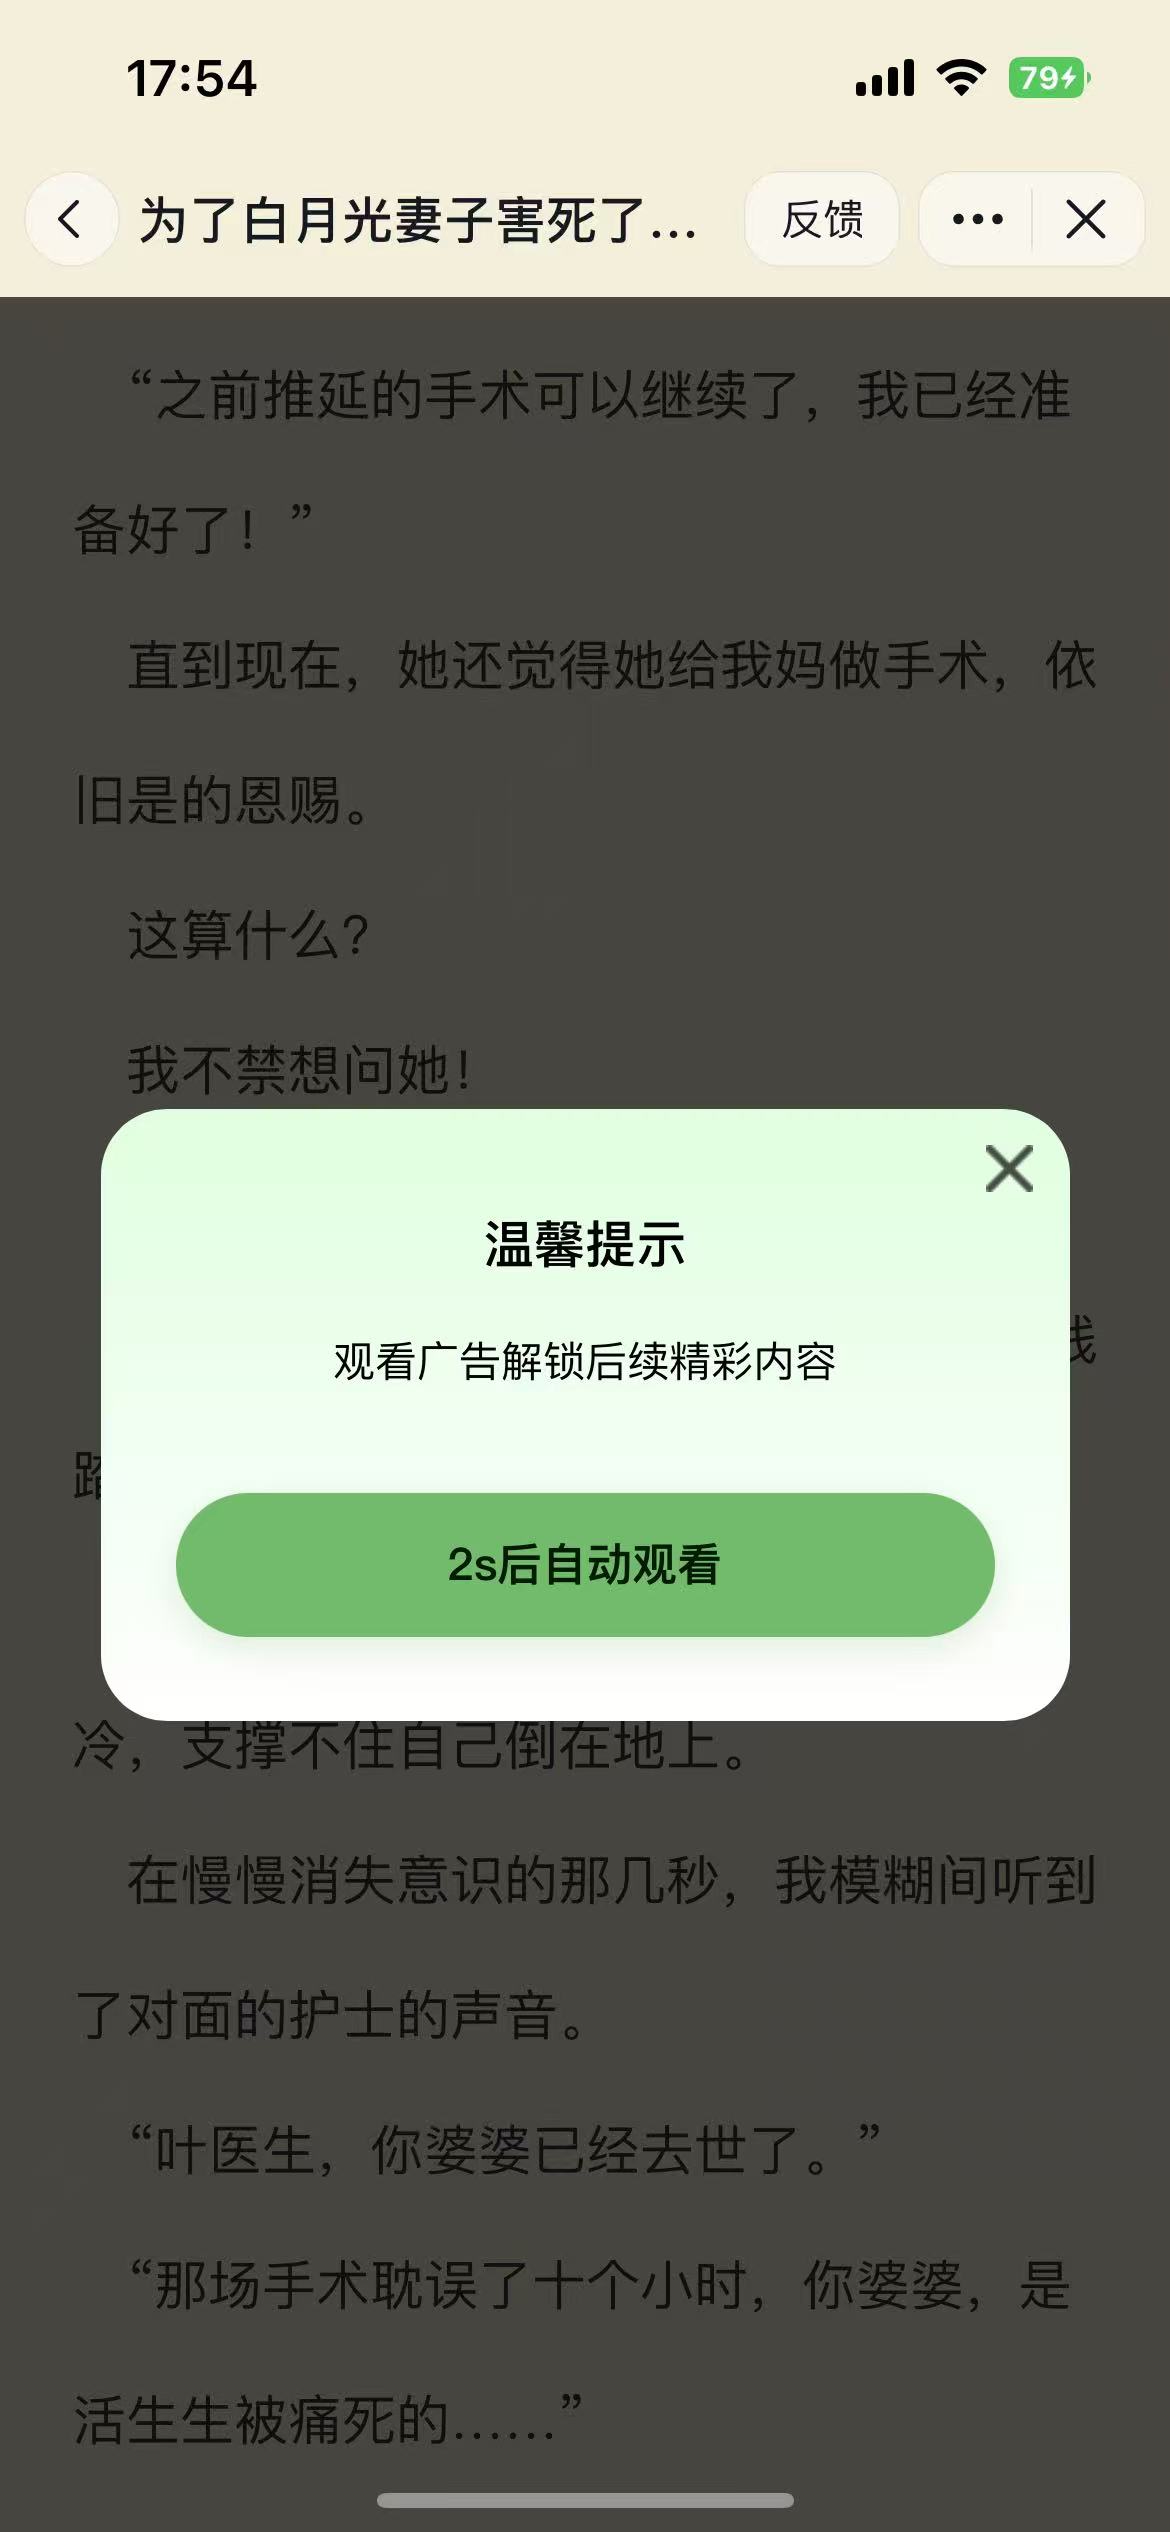 17:54
79
为了白月光妻子害死了...
反馈
“之前推延的手术可以继续了，我已经准
备好了！”
直到现在，她还觉得她给我妈做手术，依
旧是的恩赐。
这算什么？
我不禁想问她！
温馨提示
观看广告解锁后续精彩内容
2s后自动观看
冷，支撑不住自己倒在地上。
在慢慢消失意识的那几秒，我模糊间听到
了对面的护士的声音。
“叶医生，你婆婆已经去世了。”
“那场手术耽误了十个小时，你婆婆，是
活生生被痛死的......”